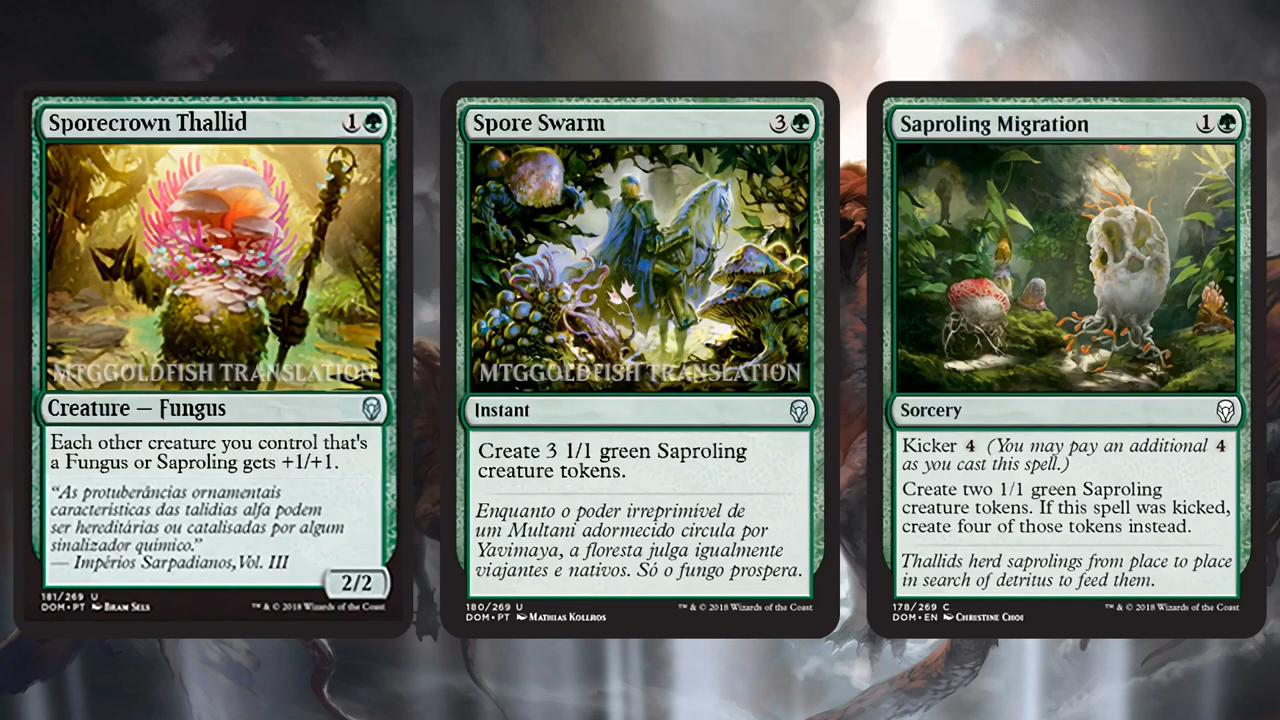 Sporecrown Thallid 1
MTGGOLDFISH TRANSLATION
Creature — Fungus
Each other creature you control that's
a Fungus or Saproling gets +1/+1.
“As protuberâncias ornamentais
características das talidias alfa podem
ser hereditárias ou catalisadas por algum
sinalizador químico.”
— Impérios Sarpadianos, Vol. III
2/2
181/269 U
DOM • PT Bram Sels
™ & © 2018 Wizards of the Coast
Spore Swarm 3
MTGGOLDFISH TRANSLATION
Instant
Create 3 1/1 green Saproling
creature tokens.
Enquanto o poder irreprimível de
um Multani adormecido circula por
Yavimaya, a floresta julga igualmente
viajantes e nativos. Só o fungo prospera.
180/269 U
DOM • PT Mathias Kollros
™ & © 2018 Wizards of the Coast
Saproling Migration 1
Sorcery
Kicker 4 (You may pay an additional 4
as you cast this spell.)
Create two 1/1 green Saproling
creature tokens. If this spell was kicked,
create four of those tokens instead.
Thallids herd saprolings from place to place
in search of detritus to feed them.
178/269 C
DOM • EN Christine Choi
™ & © 2018 Wizards of the Coast